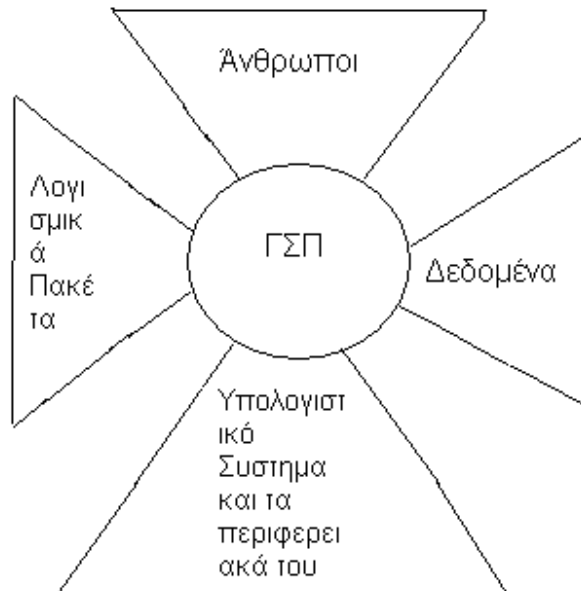 Άνθρωποι
Λογι
σμικ
ά
Πακέ
τα
ΓΣΠ
Δεδομένα
Υπολογιστ
ικό
Συστημα
και τα
περιφερει
ακά του